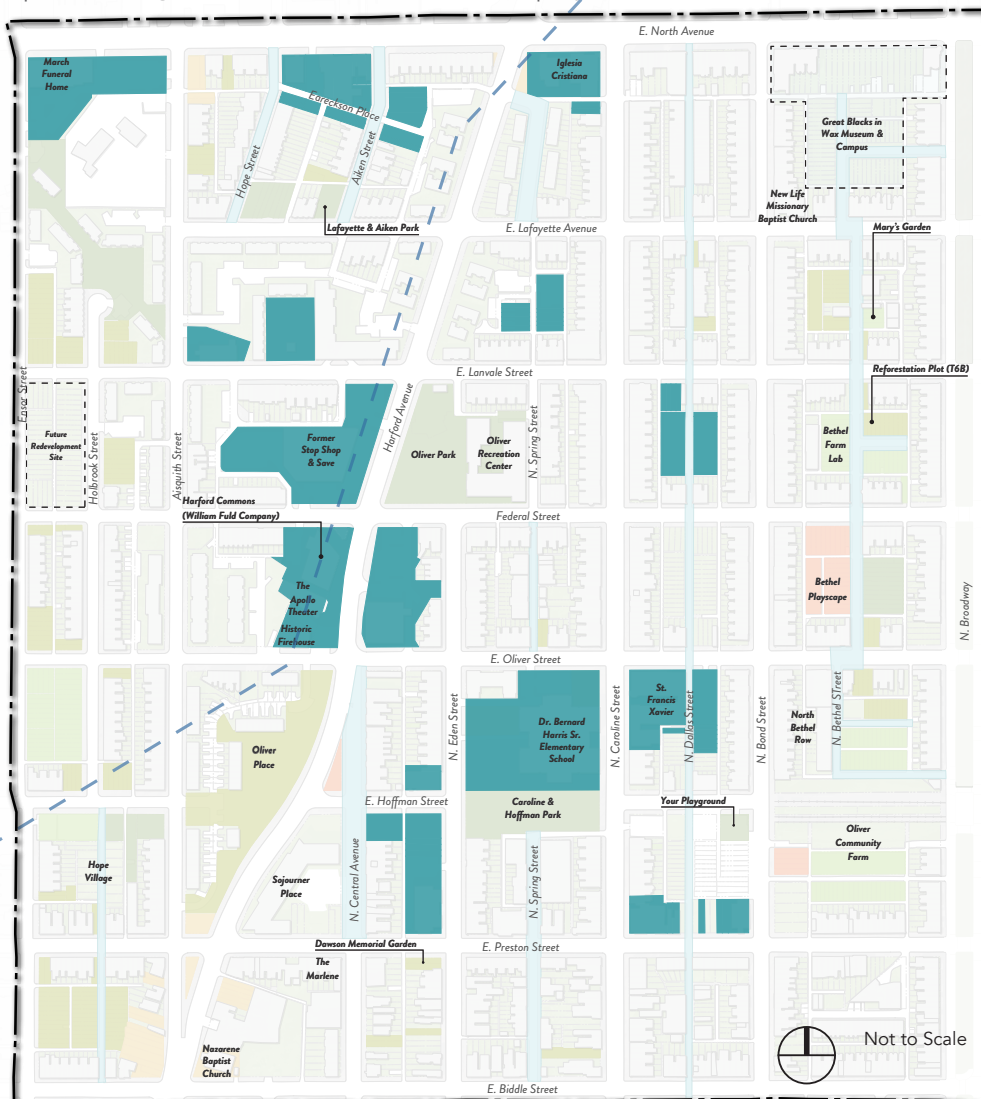 E. North Avenue
March
Funeral
Home
Iglesia
Cristiana
Eareckson Place
Great Blacks in
Wax Museum &
Campus
Hope Street
Aiken Street
New Life
Missionary
Baptist Church
Lafayette & Aiken Park
E. Lafayette Avenue
Mary's Garden
E. Lanvale Street
Reforestation Plot (T6B)
Ensor Street
Future
Redevelopment
Site
Holbrook Street
Aisquith Street
Former
Stop Shop
& Save
Harford Avenue
Oliver Park
Oliver
Recreation
Center
N. Spring Street
Bethel
Farm
Lab
Harford Commons
(William Fuld Company)
Federal Street
The
Apollo
Theater
Historic
Firehouse
Bethel
Playscape
N. Broadway
E. Oliver Street
Oliver
Place
N. Eden Street
Dr. Bernard
Harris Sr.
Elementary
School
N. Caroline Street
St.
Francis
Xavier
N. Dallas Street
N. Bond Street
North
Bethel
Row
N. Bethel STreet
E. Hoffman Street
Caroline &
Hoffman Park
Your Playground
Oliver
Community
Farm
Hope
Village
Sojourner
Place
N. Central Avenue
N. Spring Street
Dawson Memorial Garden
E. Preston Street
The
Marlene
Nazarene
Baptist
Church
Not to Scale
E. Biddle Street